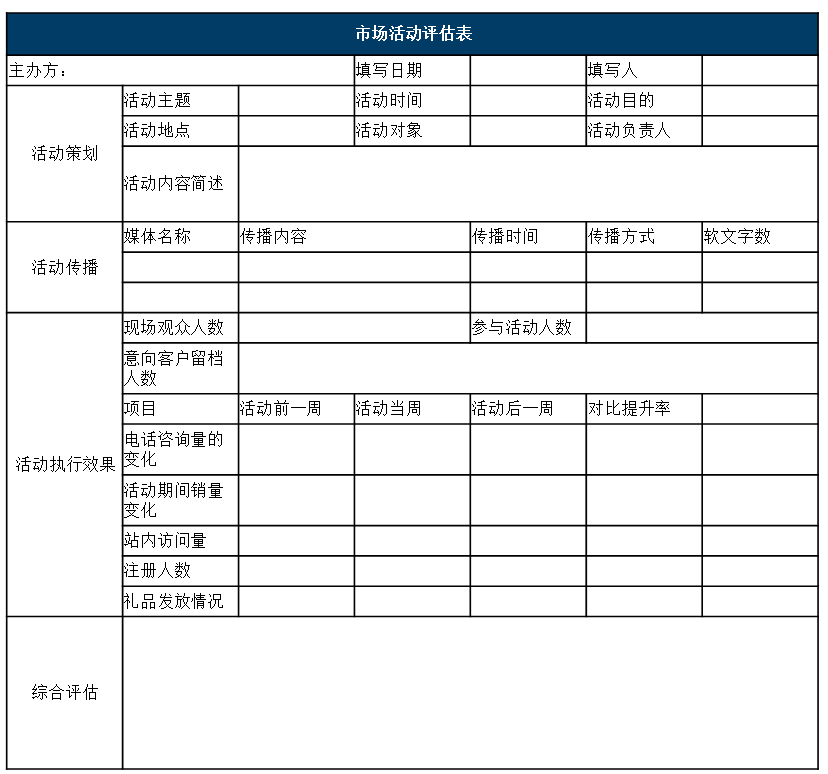 市场活动评估表
主办方： 填写日期 填写人
活动策划
活动主题 活动时间 活动目的
活动地点 活动对象 活动负责人
活动内容简述
活动传播
媒体名称 传播内容 传播时间 传播方式 软文字数
活动执行效果
现场观众人数 参与活动人数
意向客户留档
人数
项目 活动前一周 活动当周 活动后一周 对比提升率
电话咨询量的
变化
活动期间销量
变化
站内访问量
注册人数
礼品发放情况
综合评估